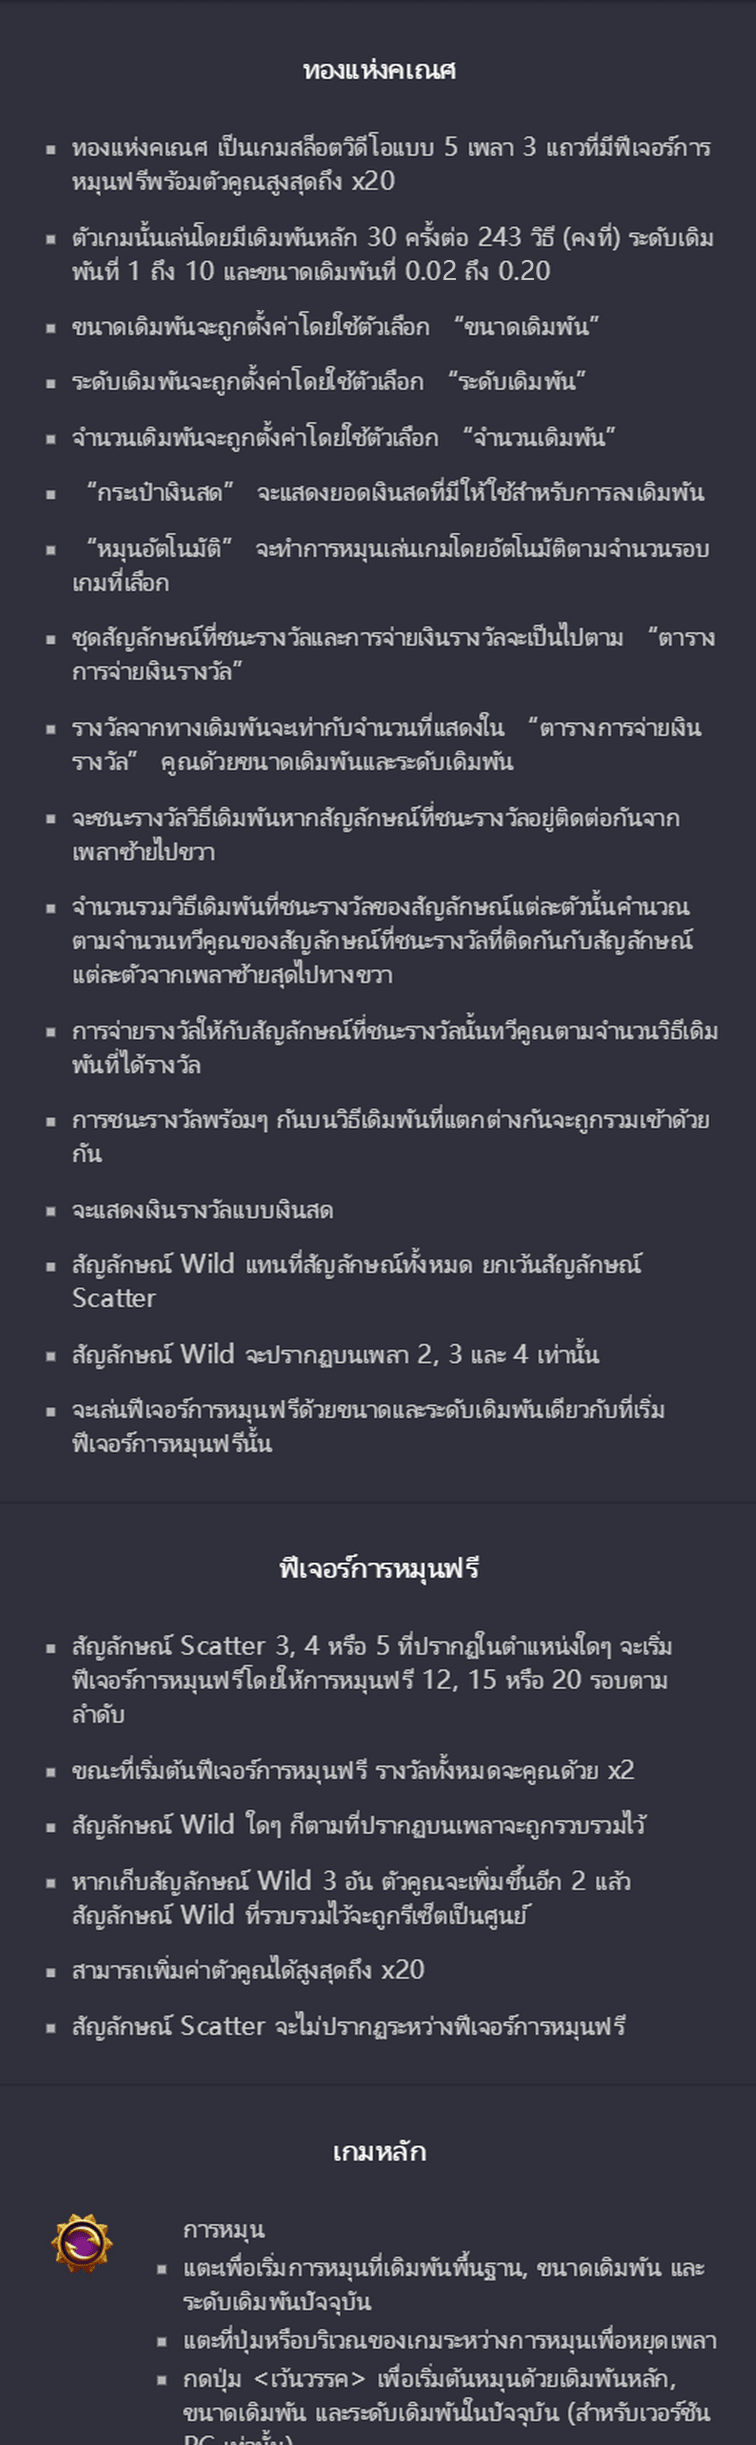 ทองแห่งคเณศ
▪ ทองแห่งคเณศ เป็นเกมสล็อตวิดีโอแบบ 5 เพลา 3 แถวที่มีฟีเจอร์การ
หมุนฟรีพร้อมตัวคูณสูงสุดถึง x20
▪ ตัวเกมนั้นเล่นโดยมีเดิมพันหลัก 30 ครั้งต่อ 243 วิธี (คงที่) ระดับเดิม
พันที่ 1 ถึง 10 และขนาดเดิมพันที่ 0.02 ถึง 0.20
▪ ขนาดเดิมพันจะถูกตั้งค่าโดยใช้ตัวเลือก “ขนาดเดิมพัน”
▪ ระดับเดิมพันจะถูกตั้งค่าโดยใช้ตัวเลือก “ระดับเดิมพัน”
▪ จำนวนเดิมพันจะถูกตั้งค่าโดยใช้ตัวเลือก “จำนวนเดิมพัน”
▪ “กระเป๋าเงินสด” จะแสดงยอดเงินสดที่มีให้ใช้สำหรับการลงเดิมพัน
▪ “หมุนอัตโนมัติ” จะทำการหมุนเล่นเกมโดยอัตโนมัติตามจำนวนรอบ
เกมที่เลือก
▪ ชุดสัญลักษณ์ที่ชนะรางวัลและการจ่ายเงินรางวัลจะเป็นไปตาม “ตาราง
การจ่ายเงินรางวัล”
▪ รางวัลจากทางเดิมพันจะเท่ากับจำนวนที่แสดงใน “ตารางการจ่ายเงิน
รางวัล” คูณด้วยขนาดเดิมพันและระดับเดิมพัน
▪ จะชนะรางวัลวิธีเดิมพันหากสัญลักษณ์ที่ชนะรางวัลอยู่ติดต่อกันจาก
เพลาซ้ายไปขวา
▪ จำนวนรวมวิธีเดิมพันที่ชนะรางวัลของสัญลักษณ์แต่ละตัวนั้นคำนวณ
ตามจำนวนทวีคูณของสัญลักษณ์ที่ชนะรางวัลที่ติดกันกับสัญลักษณ์
แต่ละตัวจากเพลาซ้ายสุดไปทางขวา
▪ การจ่ายรางวัลให้กับสัญลักษณ์ที่ชนะรางวัลนั้นทวีคูณตามจำนวนวิธีเดิม
พันที่ได้รางวัล
▪ การชนะรางวัลพร้อมๆ กันบนวิธีเดิมพันที่แตกต่างกันจะถูกรวมเข้าด้วย
กัน
▪ จะแสดงเงินรางวัลแบบเงินสด
▪ สัญลักษณ์ Wild แทนที่สัญลักษณ์ทั้งหมด ยกเว้นสัญลักษณ์
Scatter
▪ สัญลักษณ์ Wild จะปรากฏบนเพลา 2, 3 และ 4 เท่านั้น
▪ จะเล่นฟีเจอร์การหมุนฟรีด้วยขนาดและระดับเดิมพันเดียวกับที่เริ่ม
ฟีเจอร์การหมุนฟรีนั้น
ฟีเจอร์การหมุนฟรี
▪ สัญลักษณ์ Scatter 3, 4 หรือ 5 ที่ปรากฏในตำแหน่งใดๆ จะเริ่ม
ฟีเจอร์การหมุนฟรีโดยให้การหมุนฟรี 12, 15 หรือ 20 รอบตาม
ลำดับ
▪ ขณะที่เริ่มต้นฟีเจอร์การหมุนฟรี รางวัลทั้งหมดจะคูณด้วย x2
▪ สัญลักษณ์ Wild ใดๆ ก็ตามที่ปรากฏบนเพลาจะถูกรวบรวมไว้
▪ หากเก็บสัญลักษณ์ Wild 3 อัน ตัวคูณจะเพิ่มขึ้นอีก 2 แล้ว
สัญลักษณ์ Wild ที่รวบรวมไว้จะถูกรีเซ็ตเป็นศูนย์
▪ สามารถเพิ่มค่าตัวคูณได้สูงสุดถึง x20
▪ สัญลักษณ์ Scatter จะไม่ปรากฏระหว่างฟีเจอร์การหมุนฟรี
เกมหลัก
การหมุน
▪ แตะเพื่อเริ่มการหมุนที่เดิมพันพื้นฐาน, ขนาดเดิมพัน และ
ระดับเดิมพันปัจจุบัน
▪ แตะที่ปุ่มหรือบริเวณของเกมระหว่างการหมุนเพื่อหยุดเพลา
▪ กดปุ่ม <เว้นวรรค> เพื่อเริ่มต้นหมุนด้วยเดิมพันหลัก,
ขนาดเดิมพัน และระดับเดิมพันในปัจจุบัน (สำหรับเวอร์ชัน
PC เท่านั้น)